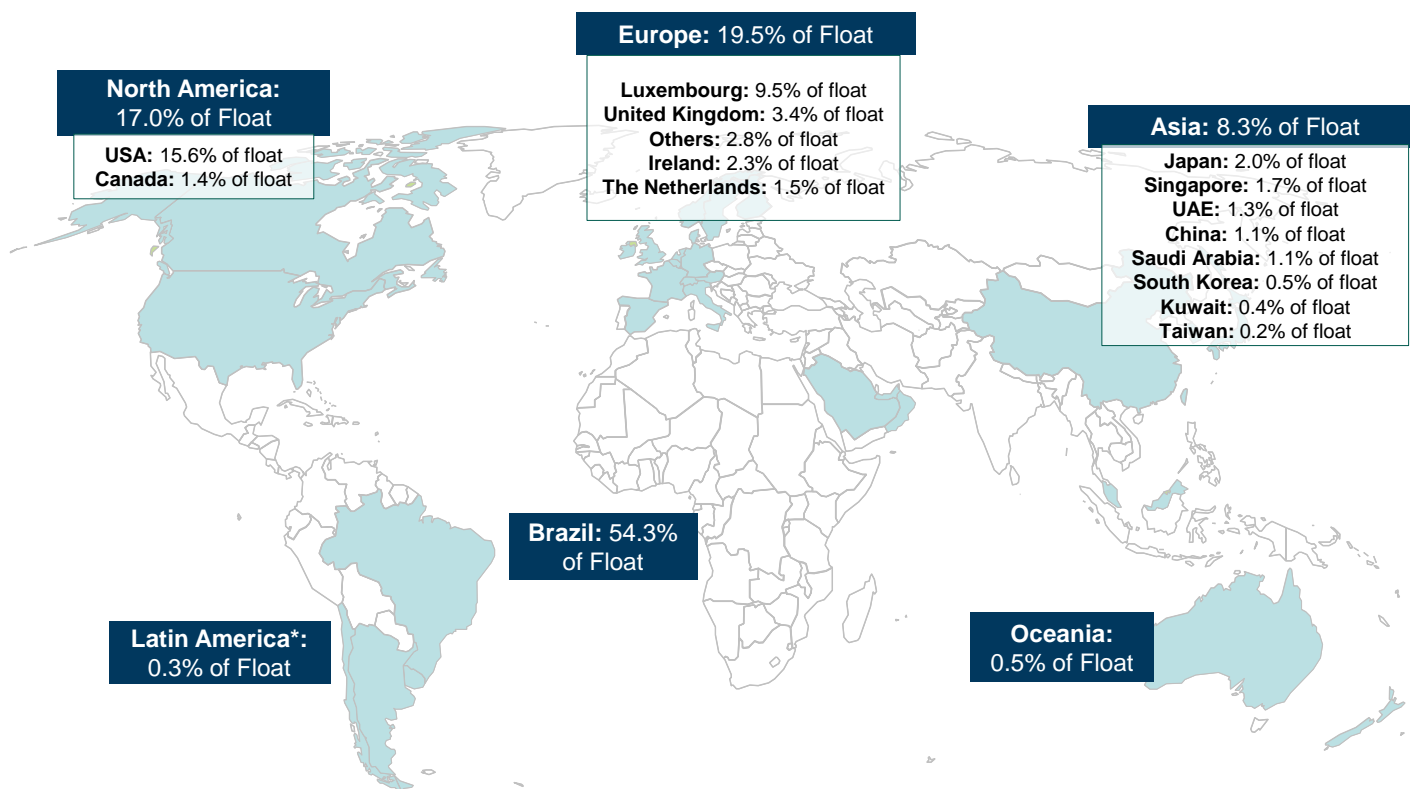 Europe: 19.5% of Float
Luxembourg: 9.5% of float
United Kingdom: 3.4% of float
Others: 2.8% of float
Ireland: 2.3% of float
The Netherlands: 1.5% of float
North America:
17.0% of Float
USA: 15.6% of float
Canada: 1.4% of float
Asia: 8.3% of Float
Japan: 2.0% of float
Singapore: 1.7% of float
UAE: 1.3% of float
China: 1.1% of float
Saudi Arabia: 1.1% of float
South Korea: 0.5% of float
Kuwait: 0.4% of float
Taiwan: 0.2% of float
Brazil: 54.3%
of Float
Latin America*:
0.3% of Float
Oceania:
0.5% of Float